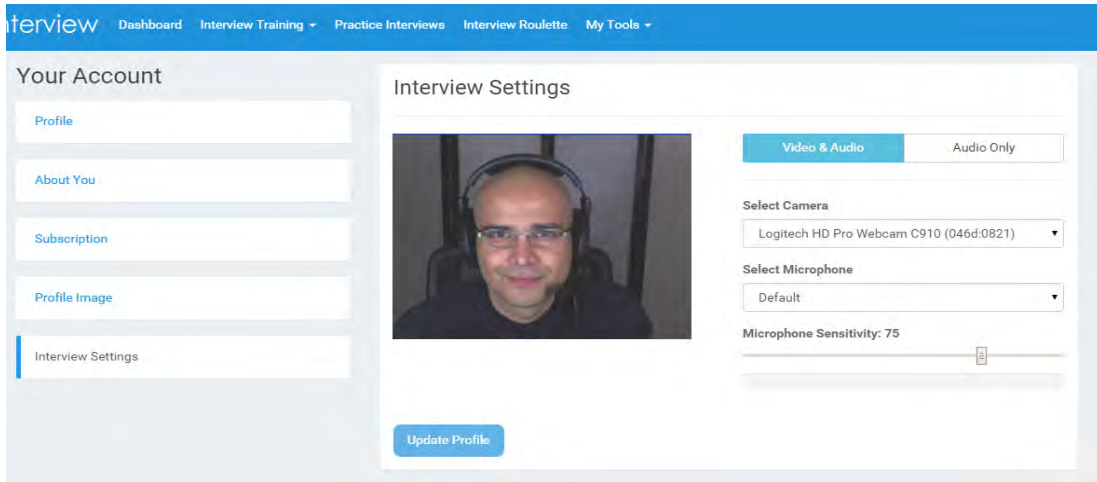 nterview Dashboard Interview Training Practice Interviews Interview Roulette My Tools
Your Account
Profile
About You
Subscription
Profile Image
Interview Settings
Interview Settings
Video & Audio Audio Only
Select Camera
Logitech HD Pro Webcam C910 (046d:0821)
Select Microphone
Default
Microphone Sensitivity: 75
Update Profile